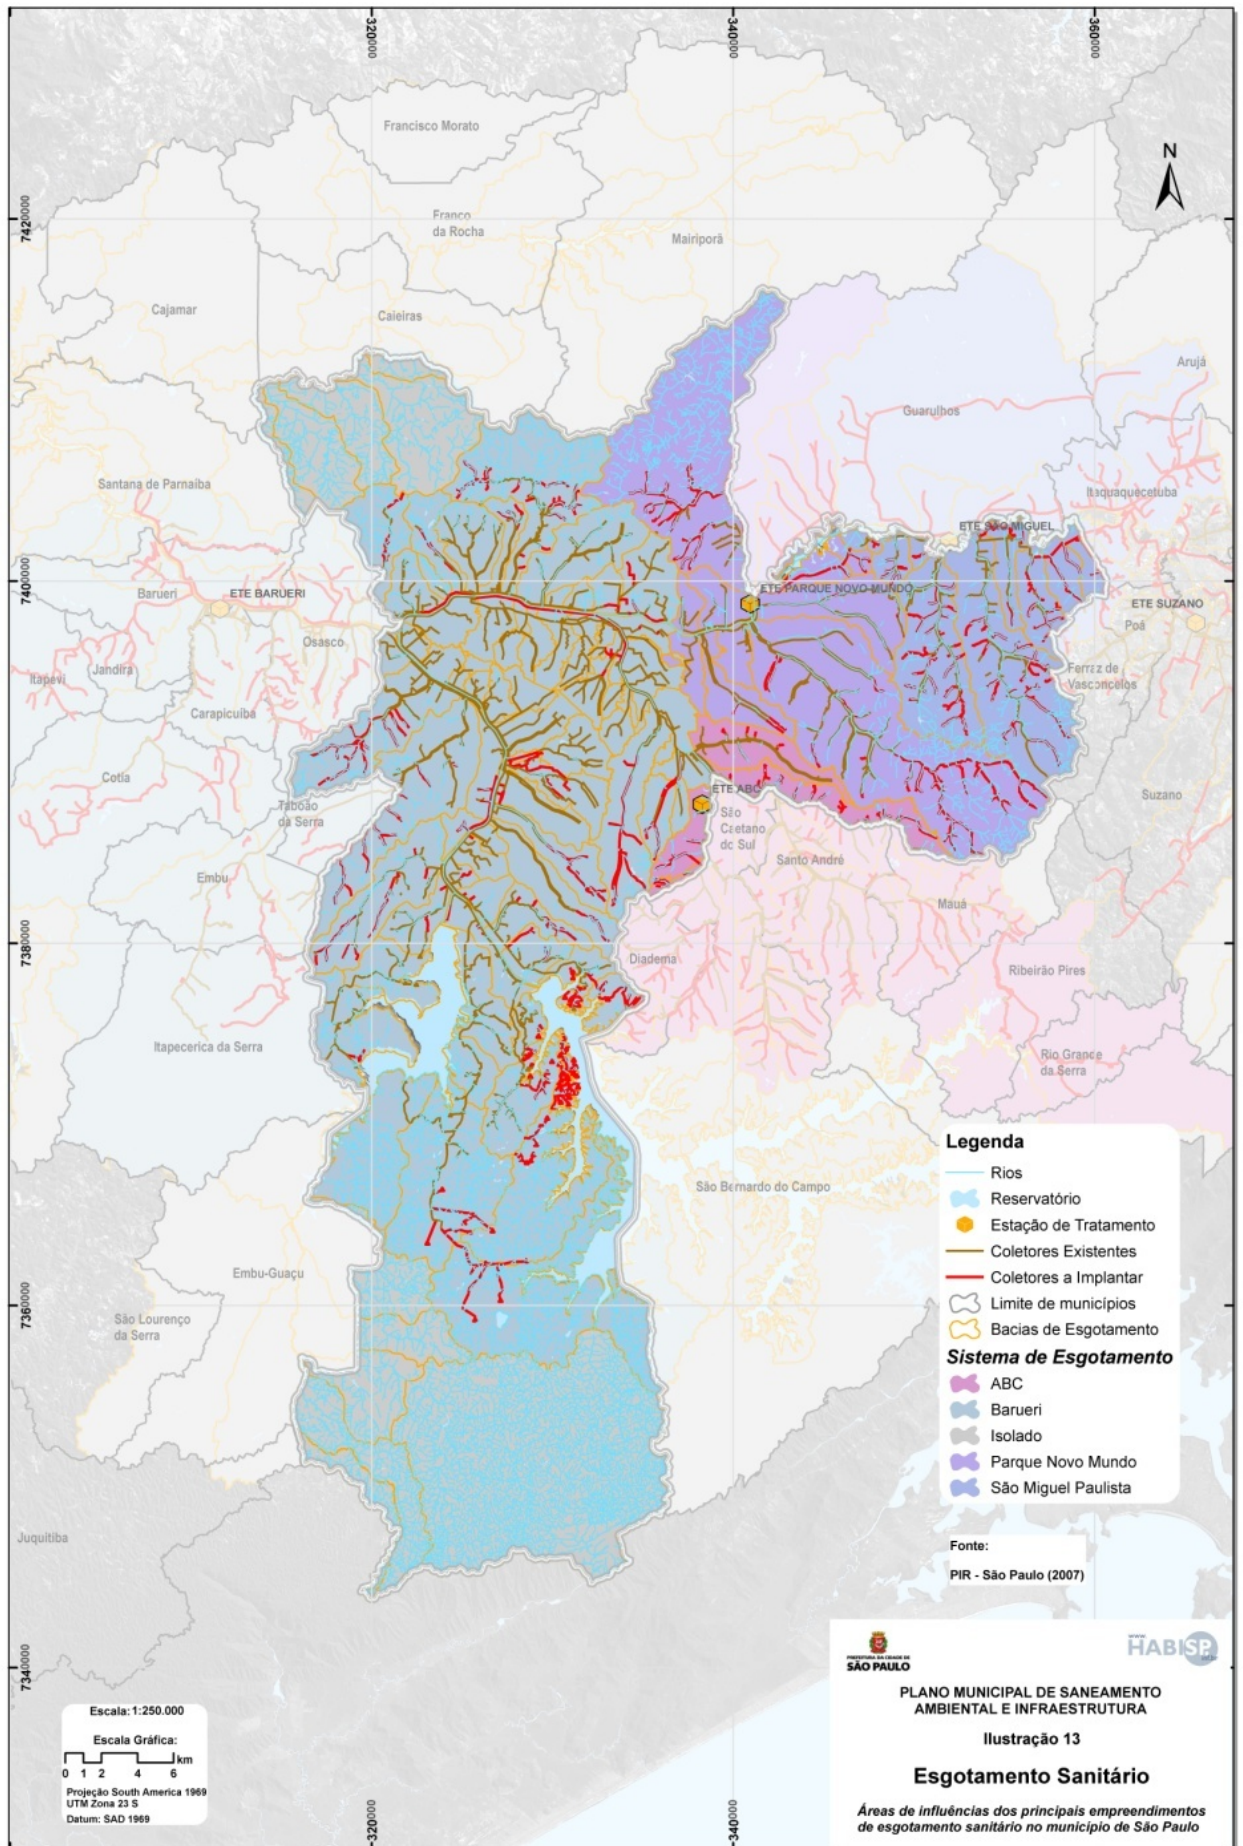 320000
340000
360000
N
Francisco Morato
7420000
Franco
da Rocha
Mairiporã
Cajamar
Caieiras
Arujá
Guarulhos
Santana de Parnaíba
Itaquaquecetuba
ETE SÃO MIGUEL
7400000
Barueri
ETE BARUERI
ETE PARQUE NOVO MUNDO
ETE SUZANO
Poá
Osasco
Jandira
Itapevi
Ferraz de
Vasconcelos
Carapicuíba
Cotia
ETE ABC
Suzano
Taboão
da Serra
São
Caetano
do Sul
Santo André
Embu
Mauá
7380000
Diadema
Ribeirão Pires
Itapecerica da Serra
Rio Grande
da Serra
São Bernardo do Campo
Embu-Guaçu
7360000
São Lourenço
da Serra
Juquitiba
7340000
Legenda
Rios
Reservatório
Estação de Tratamento
Coletores Existentes
Coletores a Implantar
Limite de municípios
Bacias de Esgotamento
Sistema de Esgotamento
ABC
Barueri
Isolado
Parque Novo Mundo
São Miguel Paulista
Fonte:
PIR - São Paulo (2007)
PREFEITURA DA CIDADE DE
SÃO PAULO
www.
HABISP
PLANO MUNICIPAL DE SANEAMENTO
AMBIENTAL E INFRAESTRUTURA
Ilustração 13
Esgotamento Sanitário
Áreas de influências dos principais empreendimentos
de esgotamento sanitário no município de São Paulo
Escala: 1:250.000
Escala Gráfica:
km
0 1 2 4 6
Projeção South America 1969
UTM Zona 23 S
Datum: SAD 1969
320000
340000